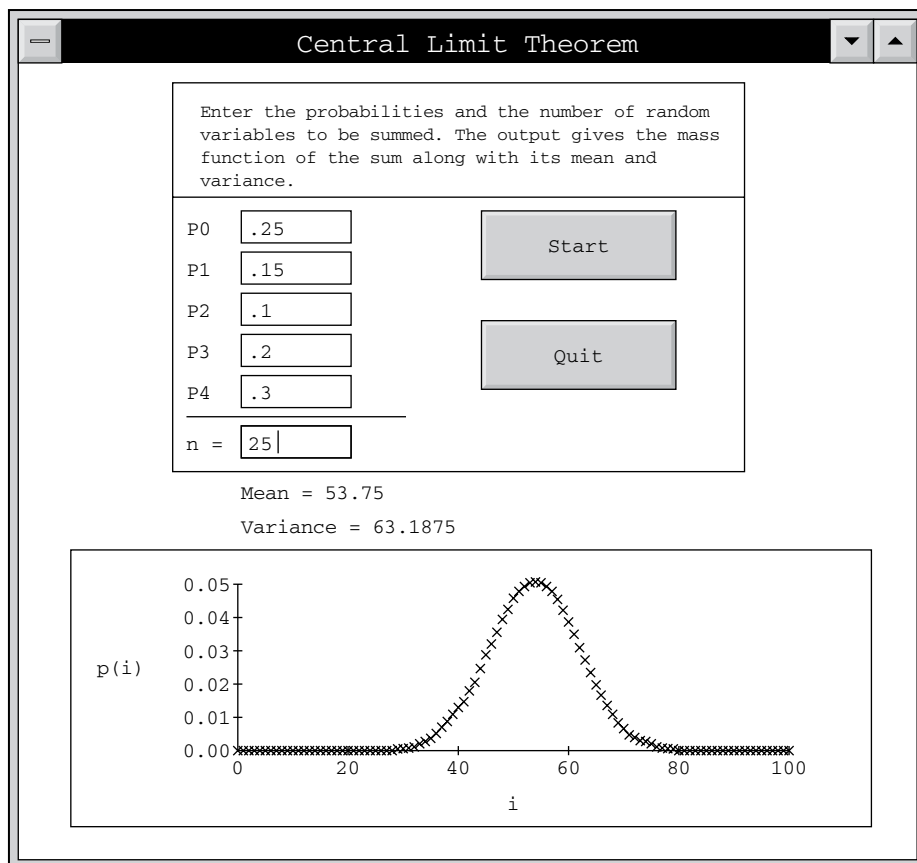 Central Limit Theorem
Enter the probabilities and the number of random
variables to be summed. The output gives the mass
function of the sum along with its mean and
variance.
P0 .25
Start
P1 .15
P2 .1
P3 .2
Quit
P4 .3
n = 25
Mean = 53.75
Variance = 63.1875
0.05
0.04
0.03
p(i)
0.02
0.01
0.00
0 20 40 60 80 100
i